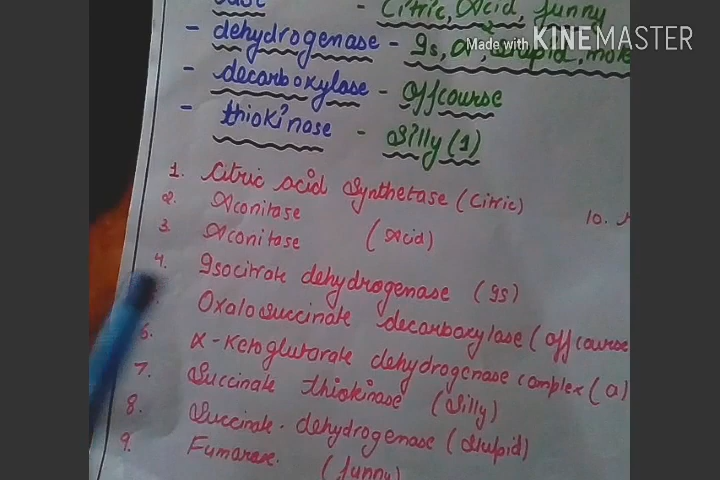 - Citric, Acid, funny
- dehydrogenase - Is, α, stupid,
Made with KINEMASTER
- decarboxylase - Offcourse
- thiokinase - Silly (1)
1. Citric acid Synthetase (Citric)
2. Aconitase
3. Aconitase (Acid)
4. Isocitrate dehydrogenase (Is)
Oxalosuccinate decarboxylase (offcourse
6. α-Ketoglutarate dehydrogenase complex (a)
7. Succinate thiokinase (Silly)
8. Succinate dehydrogenase (Stupid)
9. Fumarase. (funny)
10.